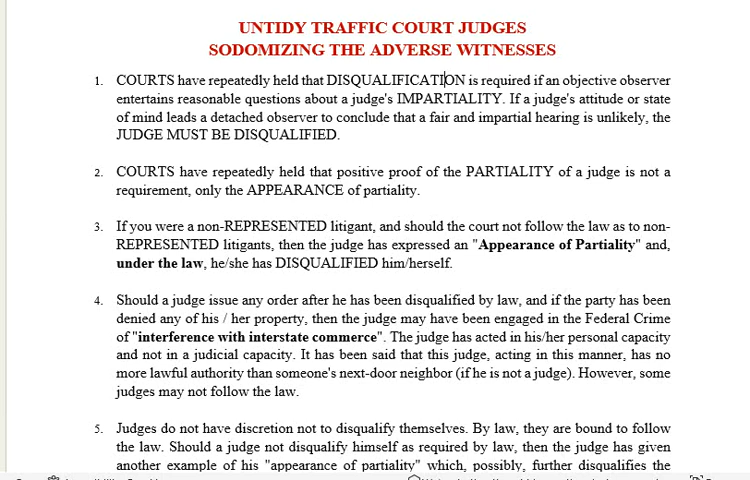 UNTIDY TRAFFIC COURT JUDGES
SODOMIZING THE ADVERSE WITNESSES
1. COURTS have repeatedly held that DISQUALIFICATION is required if an objective observer
entertains reasonable questions about a judge's IMPARTIALITY. If a judge's attitude or state
of mind leads a detached observer to conclude that a fair and impartial hearing is unlikely, the
JUDGE MUST BE DISQUALIFIED.
2. COURTS have repeatedly held that positive proof of the PARTIALITY of a judge is not a
requirement, only the APPEARANCE of partiality.
3. If you were a non-REPRESENTED litigant, and should the court not follow the law as to non-
REPRESENTED litigants, then the judge has expressed an "Appearance of Partiality" and,
under the law, he/she has DISQUALIFIED him/herself.
4. Should a judge issue any order after he has been disqualified by law, and if the party has been
denied any of his / her property, then the judge may have been engaged in the Federal Crime
of "interference with interstate commerce". The judge has acted in his/her personal capacity
and not in a judicial capacity. It has been said that this judge, acting in this manner, has no
more lawful authority than someone's next-door neighbor (if he is not a judge). However, some
judges may not follow the law.
5. Judges do not have discretion not to disqualify themselves. By law, they are bound to follow
the law. Should a judge not disqualify himself as required by law, then the judge has given
another example of his "appearance of partiality" which, possibly, further disqualifies the